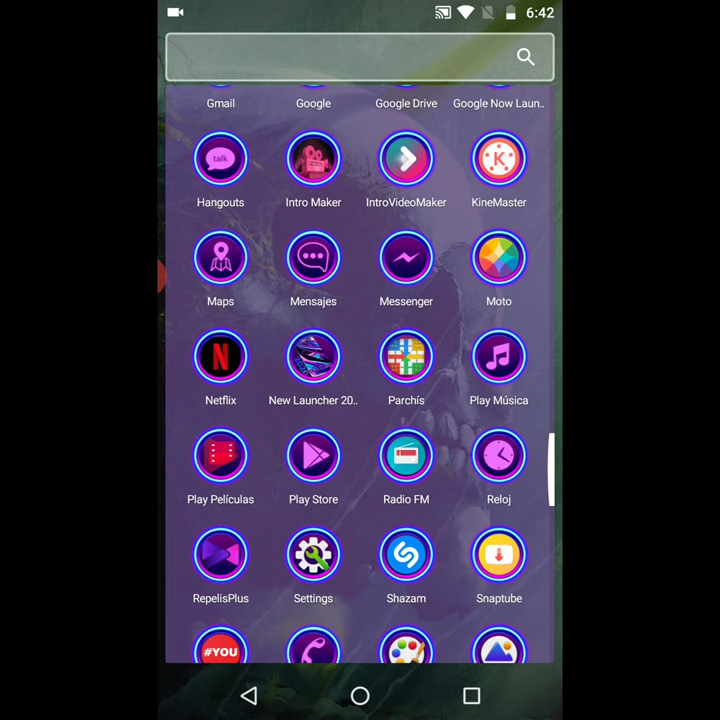 6:42
Gmail Google Google Drive Google Now Laun..
talk
K
Hangouts Intro Maker IntroVideoMaker KineMaster
Maps Mensajes Messenger Moto
N
Netflix New Launcher 20.. Parchís Play Música
Play Películas Play Store Radio FM Reloj
RepelisPlus Settings Shazam Snaptube
#YOU